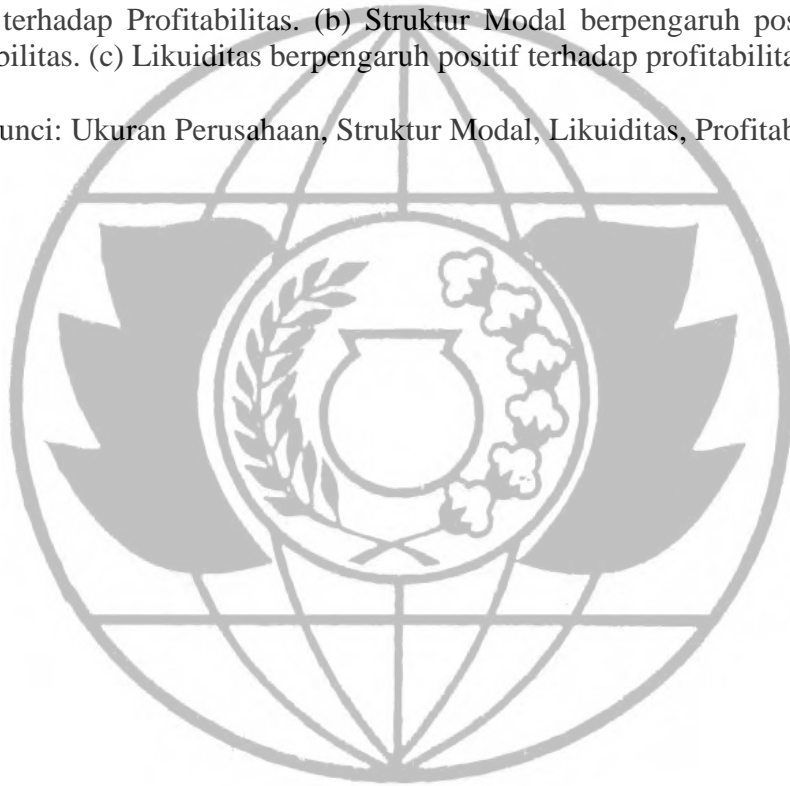 terhadap Profitabilitas. (b) Struktur Modal berpengaruh pos
bilitas. (c) Likuiditas berpengaruh positif terhadap profitabilita
unci: Ukuran Perusahaan, Struktur Modal, Likuiditas, Profitab